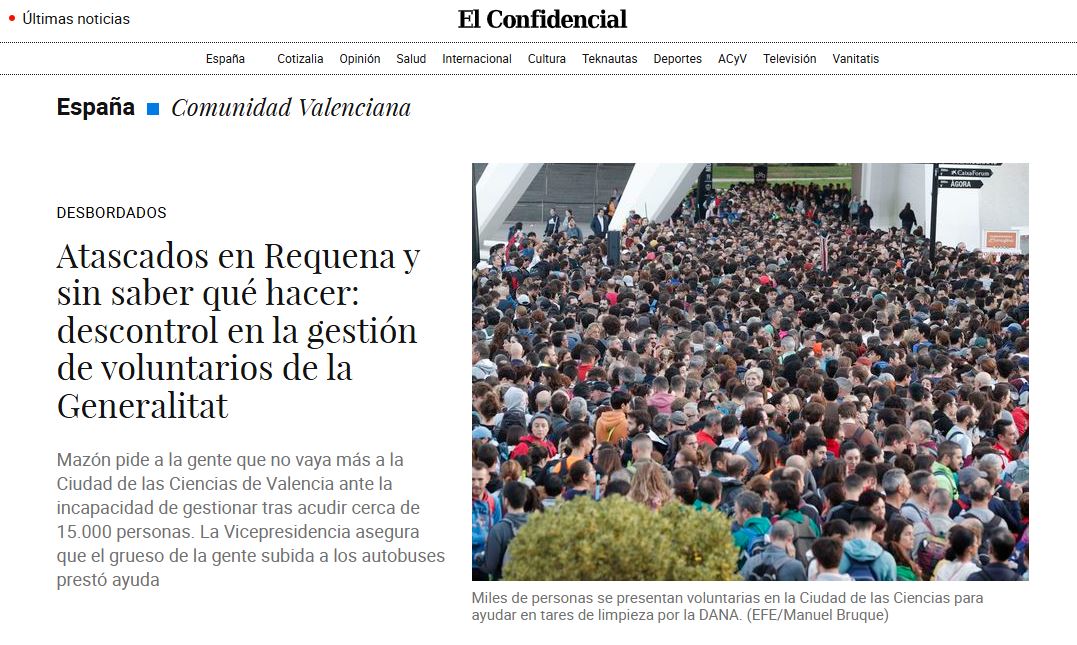 Últimas noticias
El Confidencial
España Cotizalia Opinión Salud Internacional Cultura Teknautas Deportes ACyV Televisión Vanitatis
España Comunidad Valenciana
DESBORDADOS
Atascados en Requena y
sin saber qué hacer:
descontrol en la gestión
de voluntarios de la
Generalitat
Mazón pide a la gente que no vaya más a la
Ciudad de las Ciencias de Valencia ante la
incapacidad de gestionar tras acudir cerca de
15.000 personas. La Vicepresidencia asegura
que el grueso de la gente subida a los autobuses
prestó ayuda
CaixaForum
ÀGORA
Miles de personas se presentan voluntarias en la Ciudad de las Ciencias para
ayudar en tares de limpieza por la DANA. (EFE/Manuel Bruque)